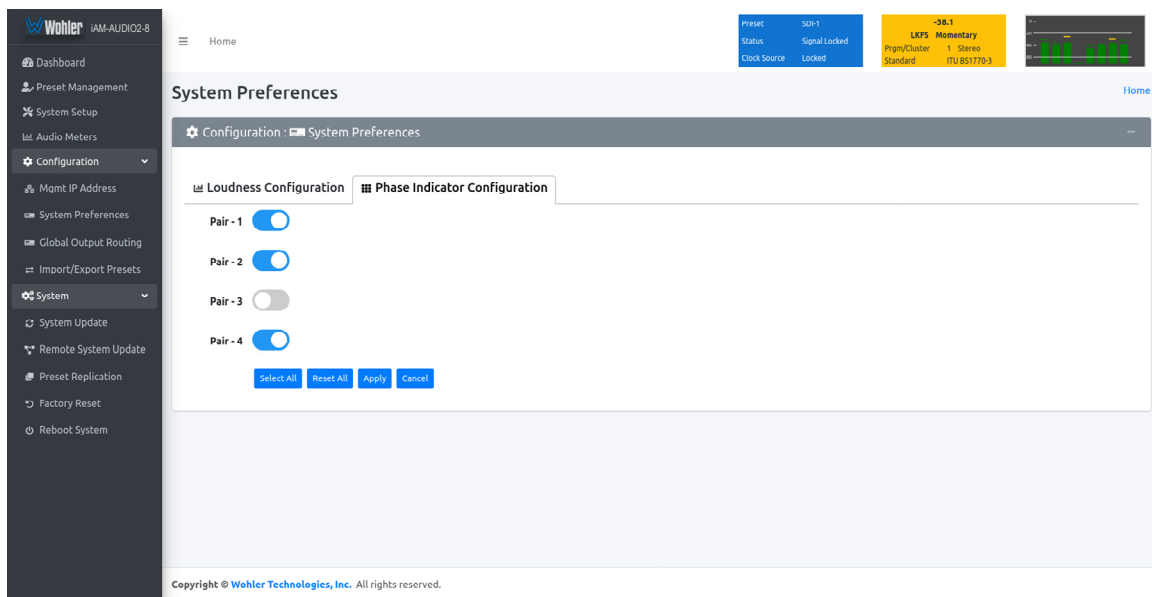 Wohler iAM-AUDIO2-8
Dashboard
Preset Management
System Setup
Audio Meters
Configuration
Mgmt IP Address
System Preferences
Global Output Routing
Import/Export Presets
System
System Update
Remote System Update
Preset Replication
Factory Reset
Reboot System
Home
Preset SDI-1
Status Signal Locked
Clock Source Locked
-38.1
LKFS Momentary
Prgm/Cluster 1 Stereo
Standard ITU BS1770-3
System Preferences
Home
Configuration : System Preferences
Loudness Configuration Phase Indicator Configuration
Pair - 1
Pair - 2
Pair - 3
Pair - 4
Select All Reset All Apply Cancel
Copyright © Wohler Technologies, Inc. All rights reserved.